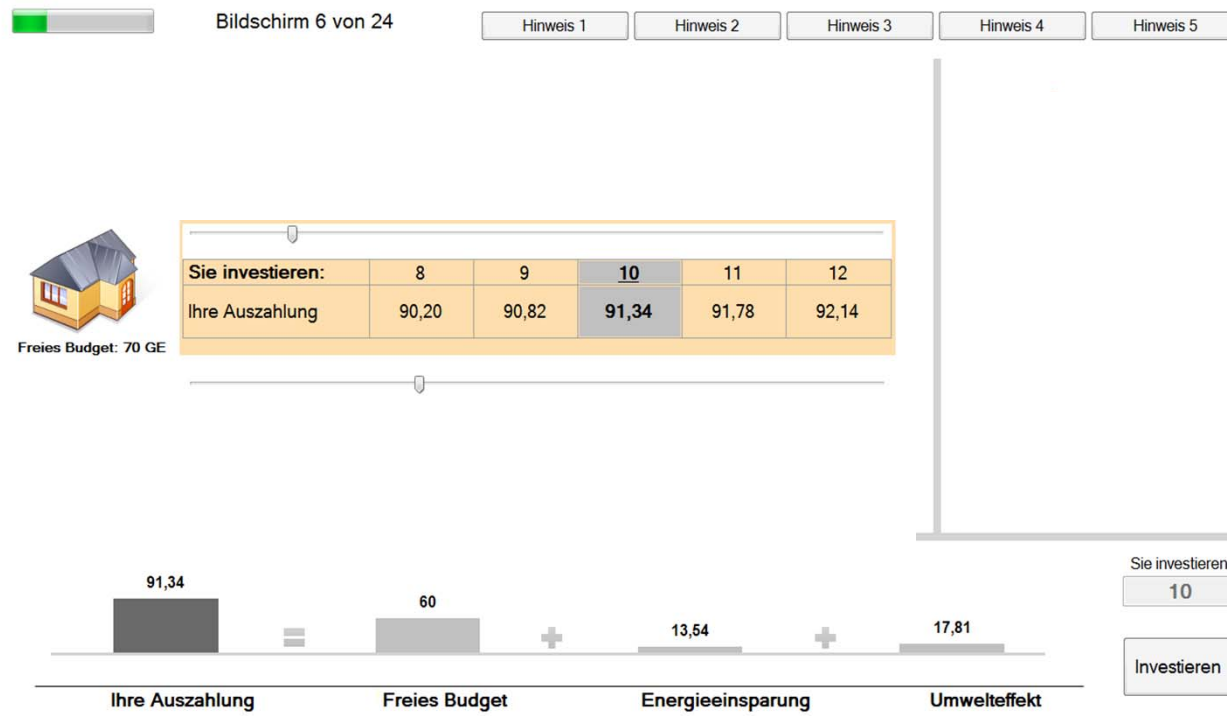 Bildschirm 6 von 24
Hinweis 1
Hinweis 2
Hinweis 3
Hinweis 4
Hinweis 5
Sie investieren: 8 9 10 11 12
Ihre Auszahlung 90,20 90,82 91,34 91,78 92,14
Freies Budget: 70 GE
Sie investieren
10
91,34
60
13,54
17,81
Investieren
Ihre Auszahlung
Freies Budget
Energieeinsparung
Umwelteffekt